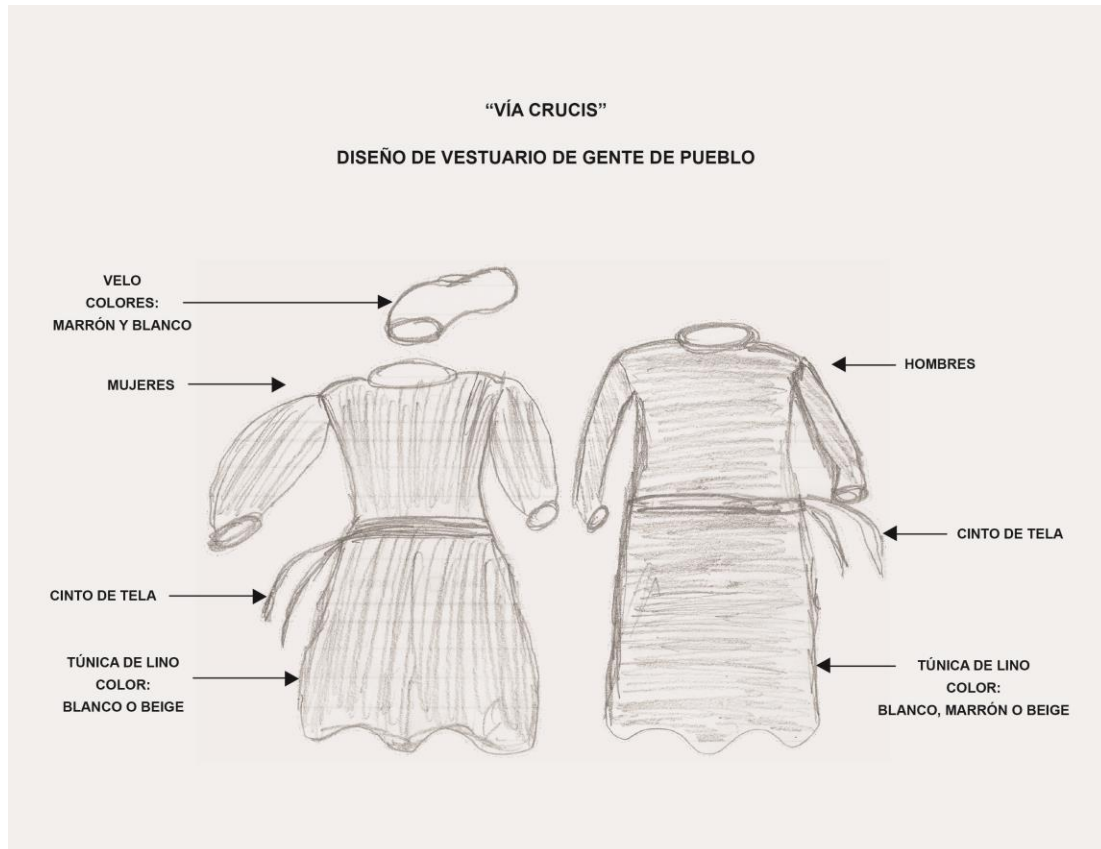 “VÍA CRUCIS”
DISEÑO DE VESTUARIO DE GENTE DE PUEBLO
VELO
COLORES:
MARRÓN Y BLANCO
MUJERES
CINTO DE TELA
TÚNICA DE LINO
COLOR:
BLANCO O BEIGE
HOMBRES
CINTO DE TELA
TÚNICA DE LINO
COLOR:
BLANCO, MARRÓN O BEIGE